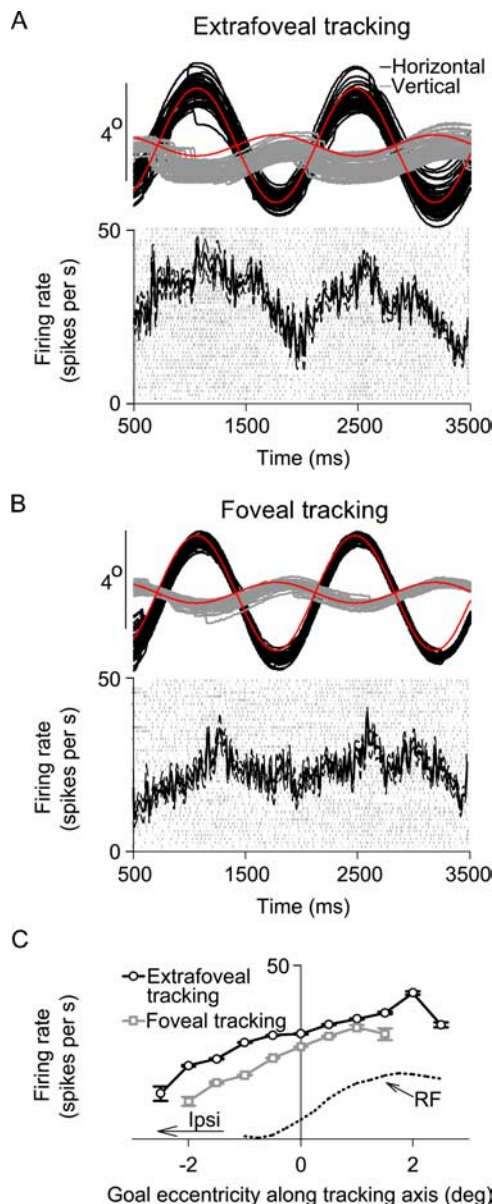 A
Extrafoveal tracking
Horizontal
Vertical
4°
50
Firing rate
(spikes per s)
0
500 1500 2500 3500
Time (ms)
B
Foveal tracking
4°
50
Firing rate
(spikes per s)
0
500 1500 2500 3500
Time (ms)
C
50
Extrafoveal
tracking
Foveal tracking
Firing rate
(spikes per s)
Ipsi
RF
-2 0 2
Goal eccentricity along tracking axis (deg)